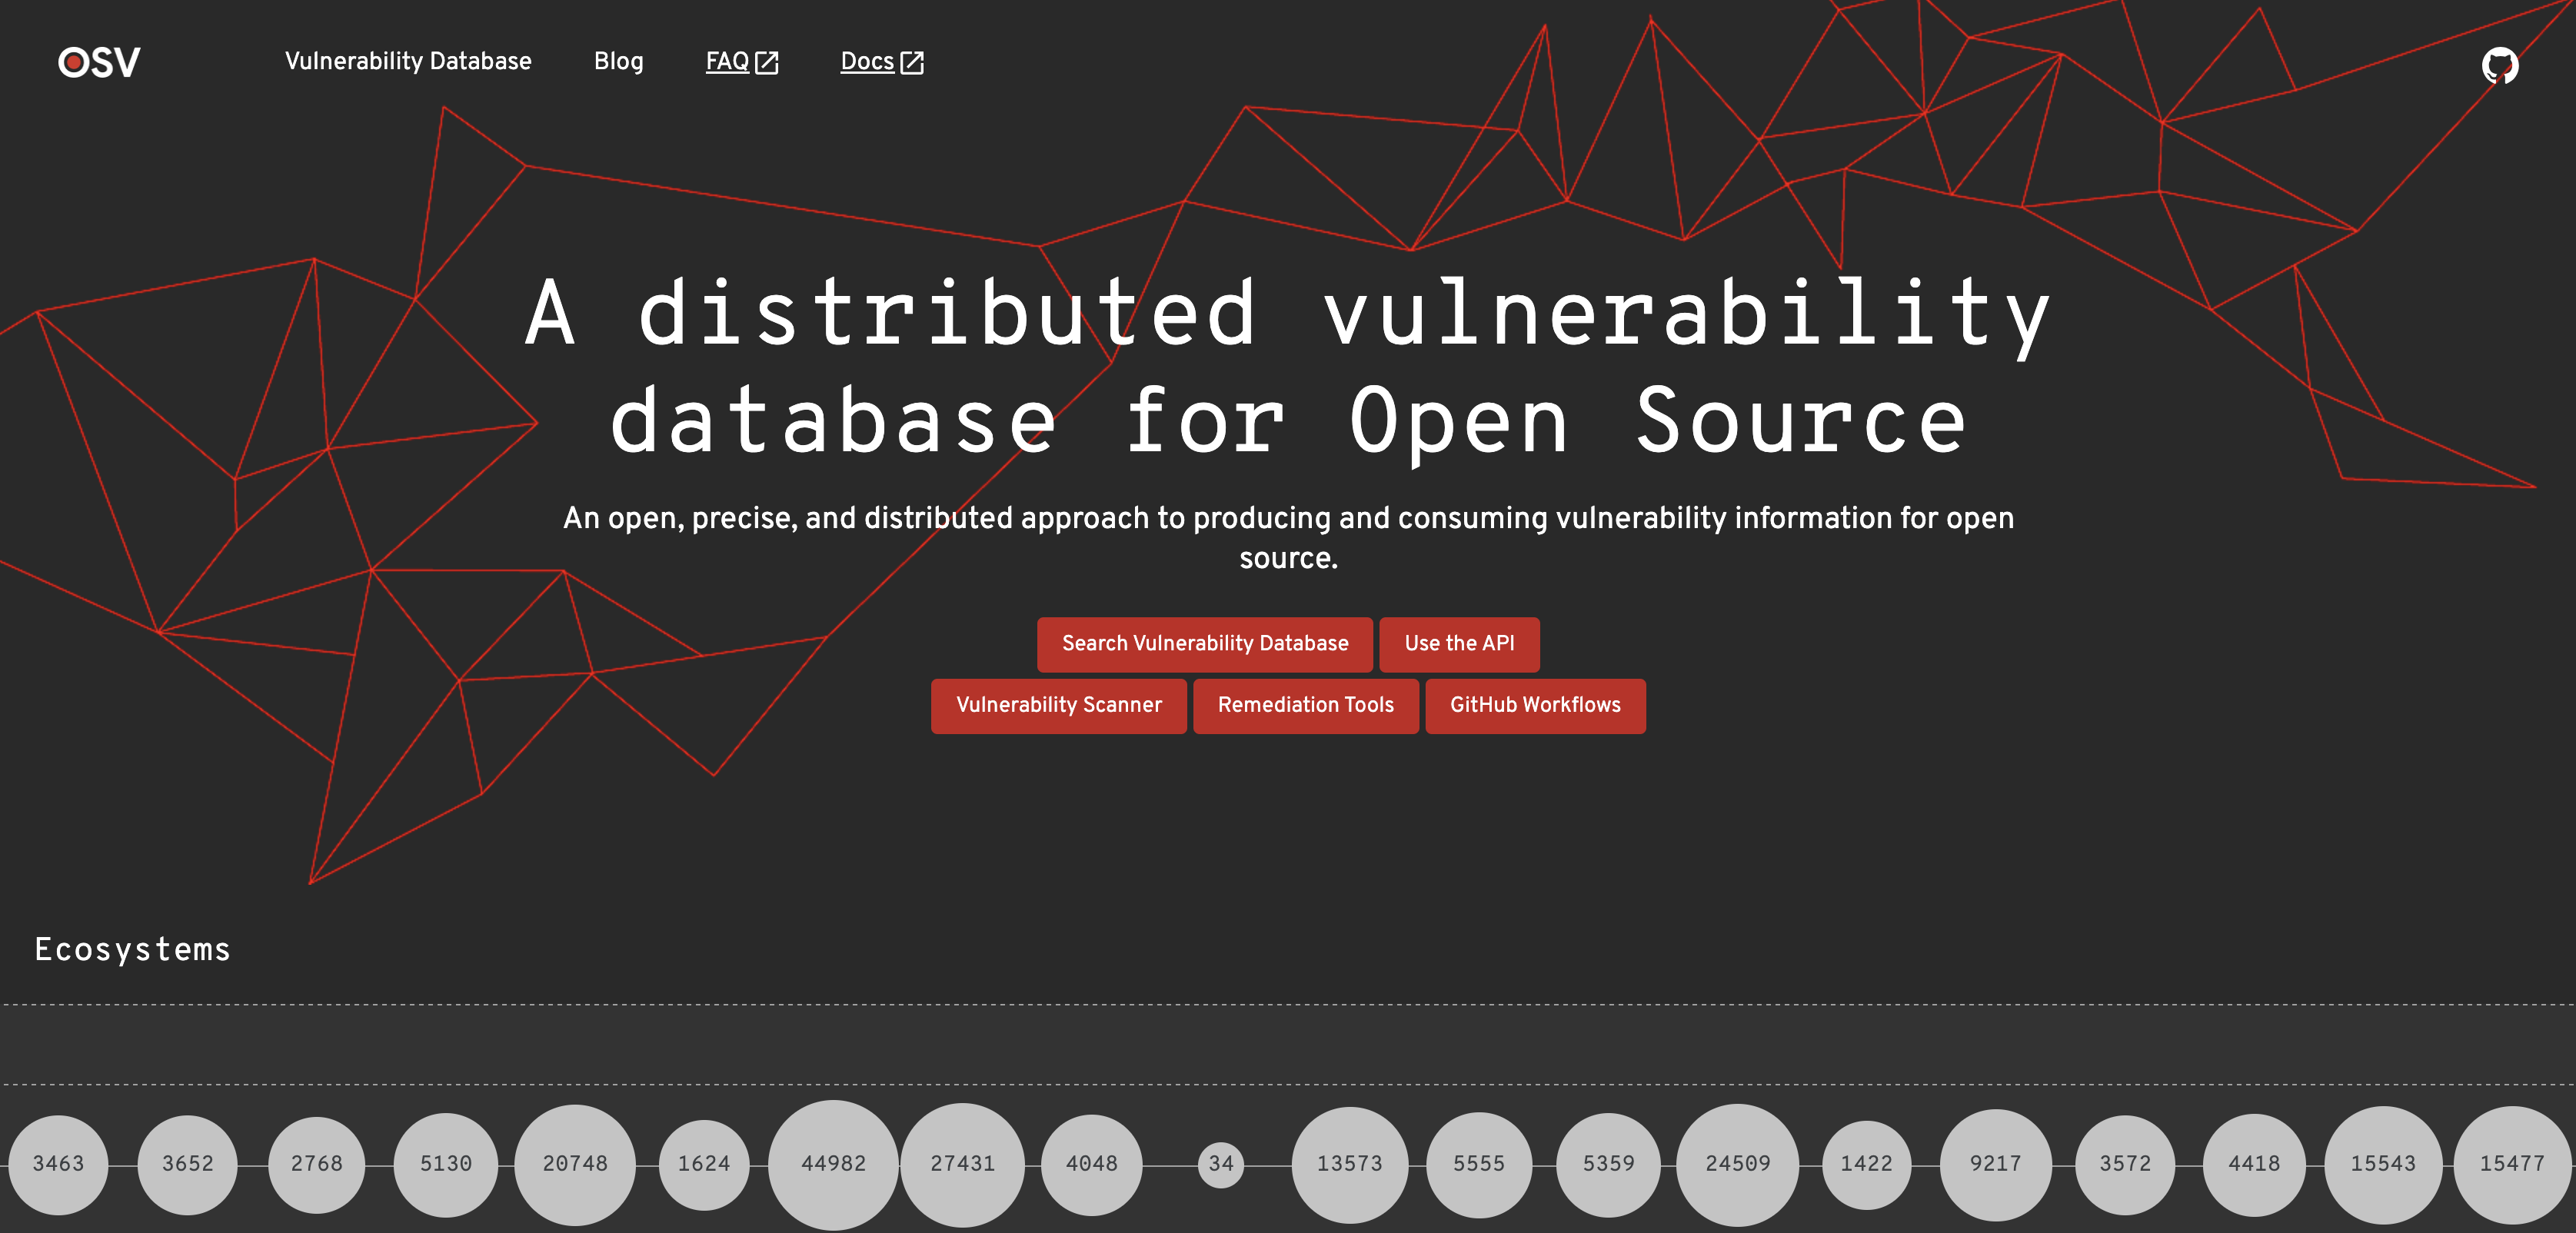 OSV Vulnerability Database Blog FAQ Docs
A distributed vulnerability
database for Open Source
An open, precise, and distributed approach to producing and consuming vulnerability information for open
source.
Search Vulnerability Database Use the API
Vulnerability Scanner Remediation Tools GitHub Workflows
Ecosystems
3463 3652 2768 5130 20748 1624 44982 27431 4048 34 13573 5555 5359 24509 1422 9217 3572 4418 15543 15477